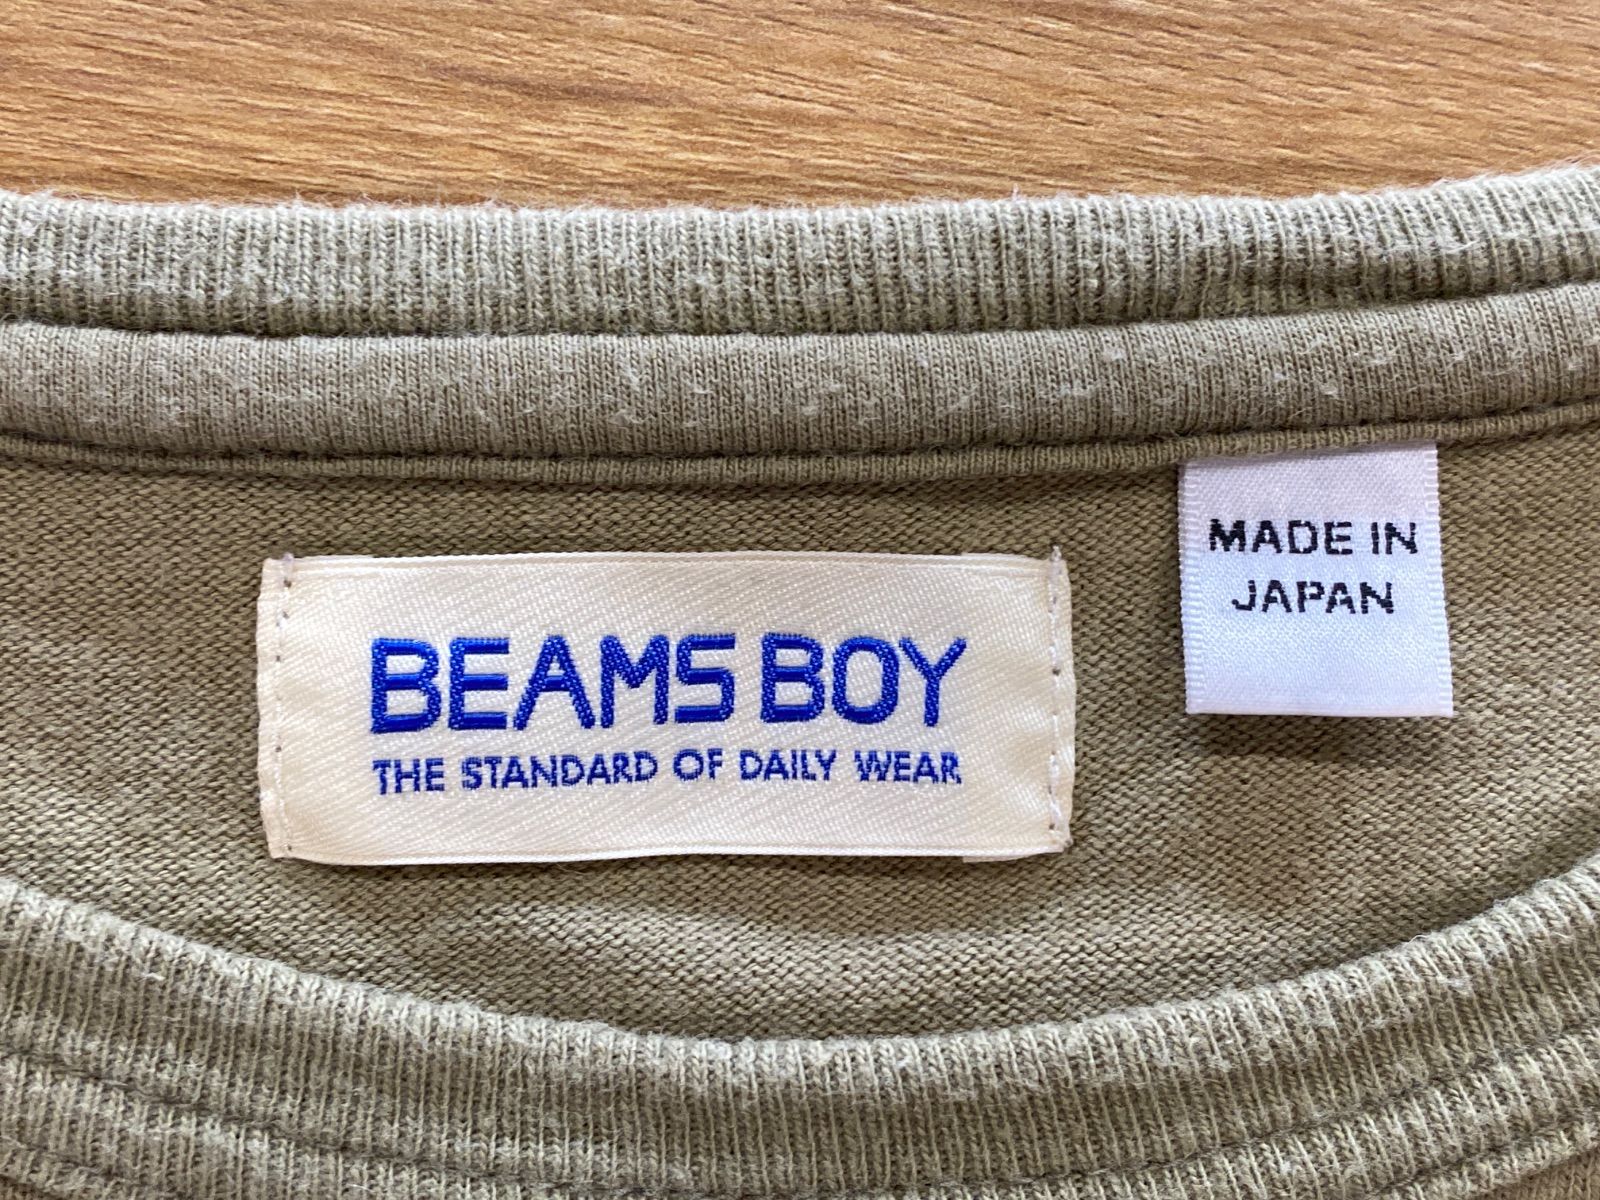 BEAMS BOY
THE STANDARD OF DAILY WEAR
MADE IN
JAPAN